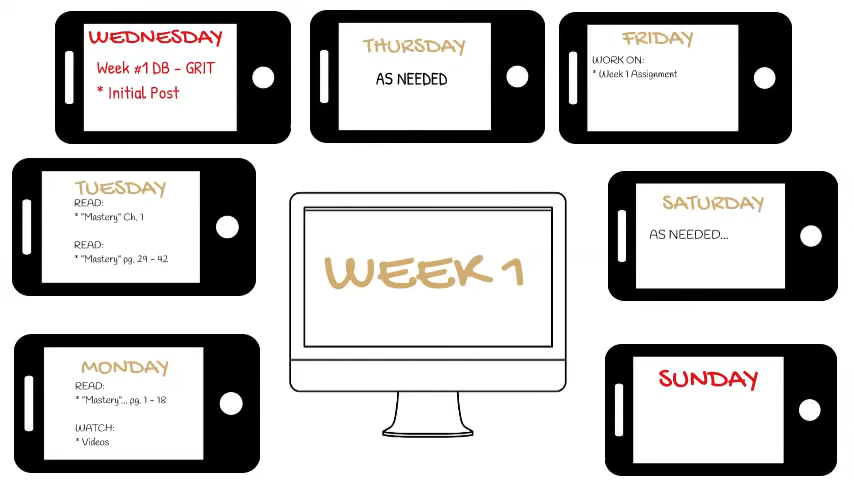 WEDNESDAY
Week #1 DB - GRIT
* Initial Post
THURSDAY
AS NEEDED
FRIDAY
WORK ON:
* Week 1 Assignment
TUESDAY
READ:
* "Mastery" Ch. 1
READ:
* "Mastery" pg. 29 - 42
SATURDAY
AS NEEDED...
WEEK 1
MONDAY
READ:
* "Mastery"... pg. 1 - 18
WATCH:
* Videos
SUNDAY